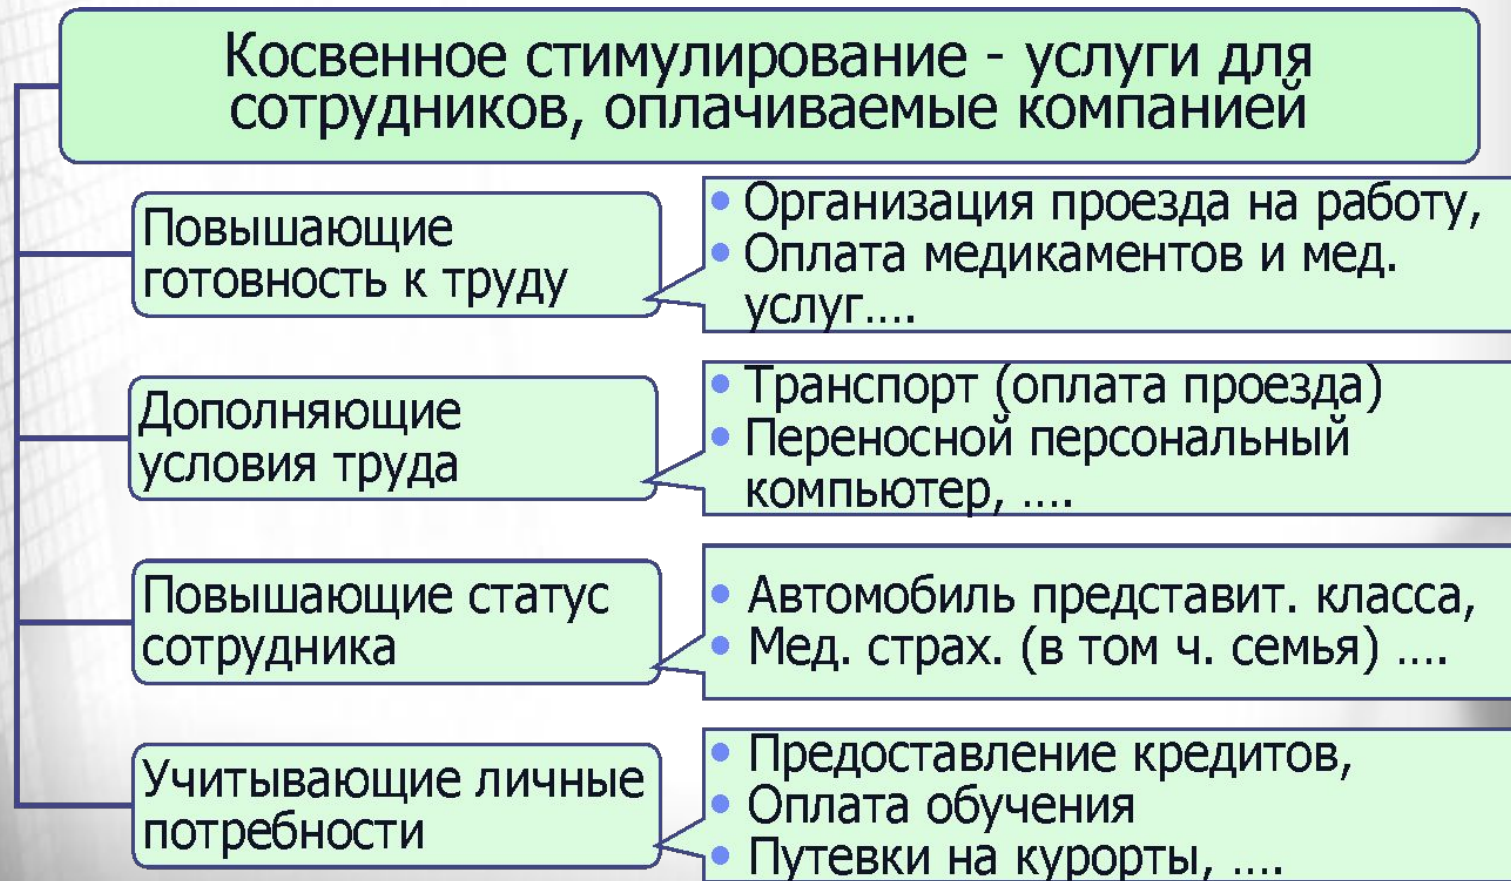 Косвенное стимулирование - услуги для
сотрудников, оплачиваемые компанией
Повышающие
готовность к труду
• Организация проезда на работу,
• Оплата медикаментов и мед.
услуг....
Дополняющие
условия труда
• Транспорт (оплата проезда)
• Переносной персональный
компьютер, ....
Повышающие статус
сотрудника
• Автомобиль представит. класса,
• Мед. страх. (в том ч. семья) ....
Учитывающие личные
потребности
• Предоставление кредитов,
• Оплата обучения
• Путевки на курорты, ....